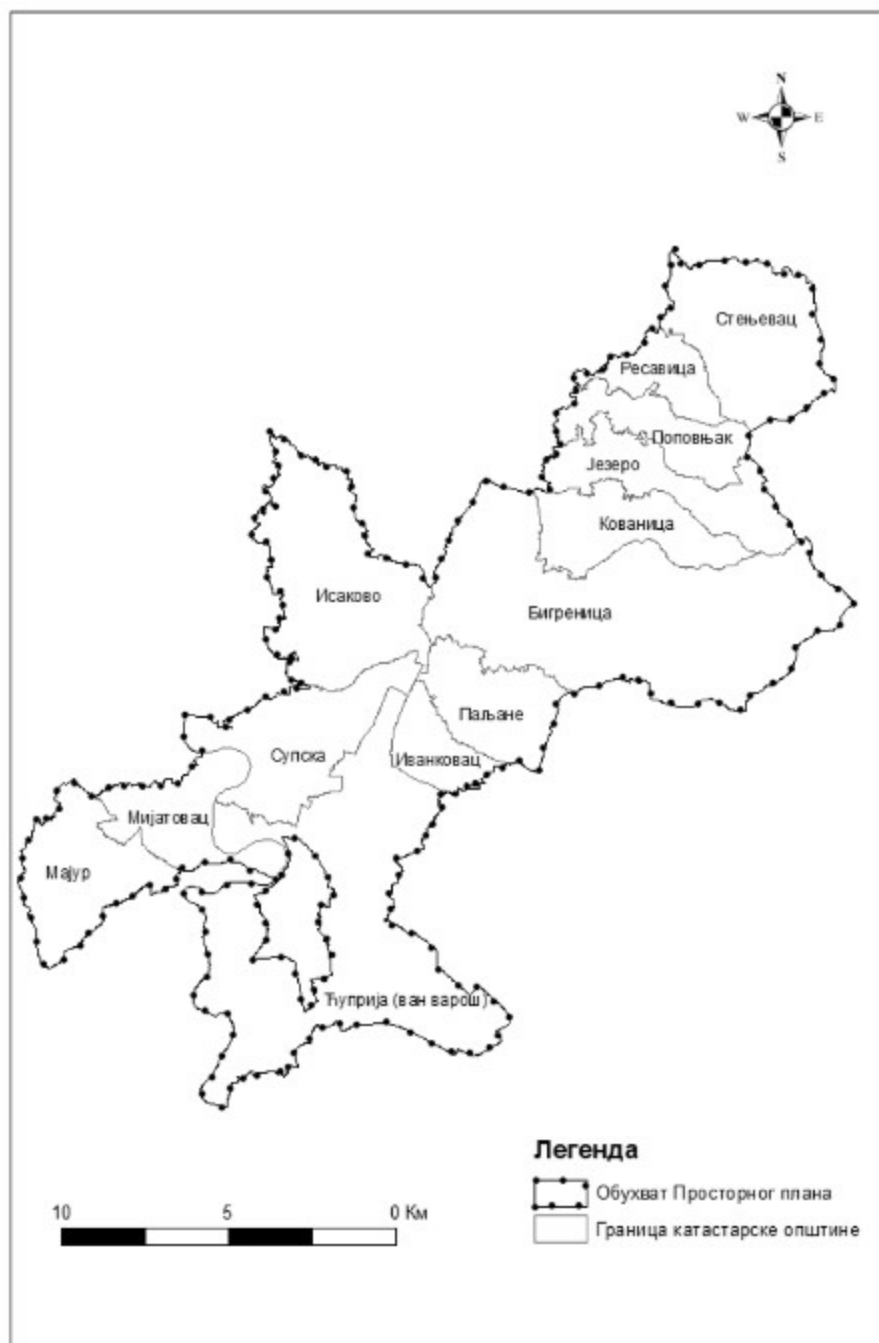 N
W E
S
Стењевац
Ресавица
Поповњак
Језеро
Кованица
Исаково
Бигреница
Паљане
Супска
Иванковац
Мијатовац
Мајур
Ћуприја (ван варош)
Легенда
Обухват Просторног плана
Граница катастарске општине
10 5 0 Км